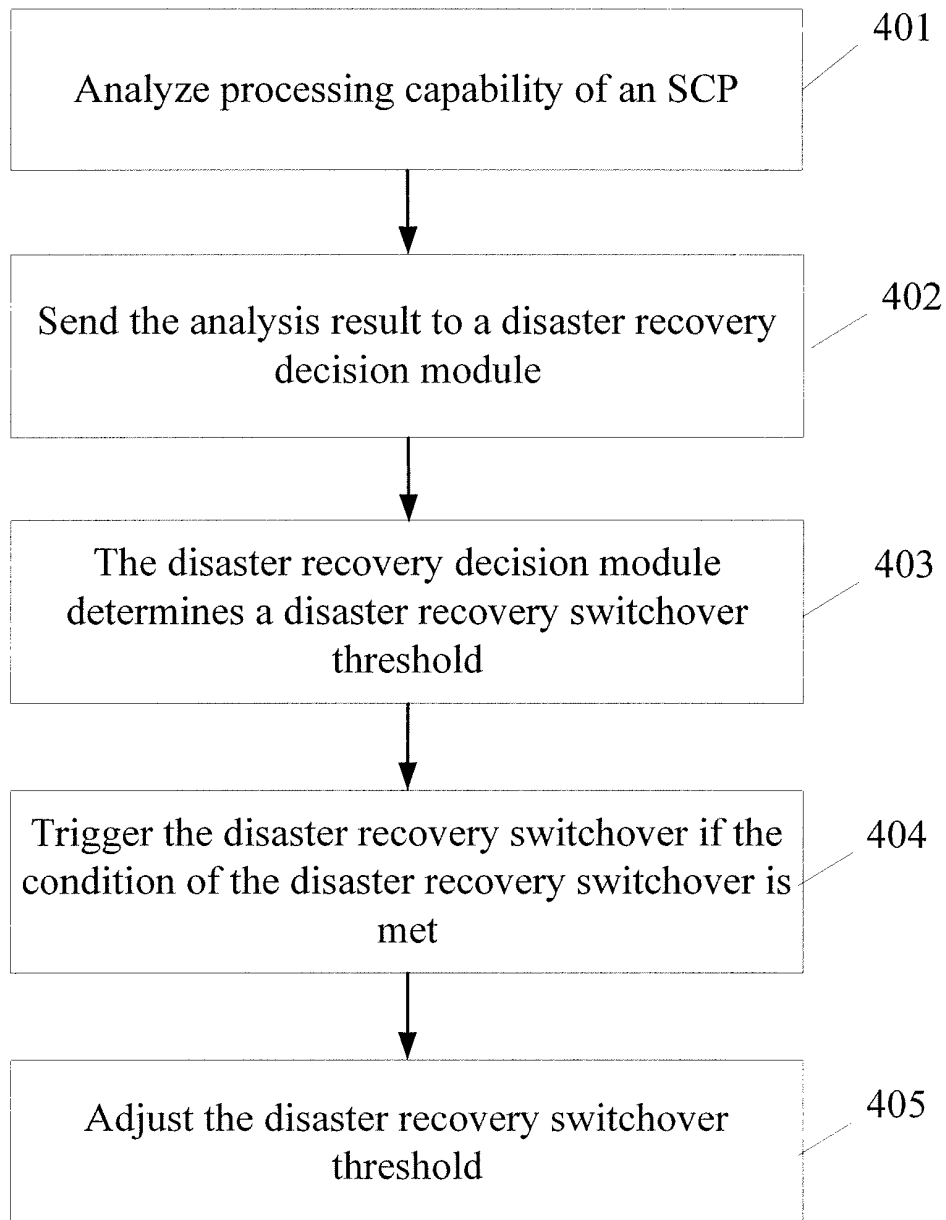 401
Analyze processing capability of an SCP
402
Send the analysis result to a disaster recovery
decision module
403
The disaster recovery decision module
determines a disaster recovery switchover
threshold
404
Trigger the disaster recovery switchover if the
condition of the disaster recovery switchover is
met
405
Adjust the disaster recovery switchover
threshold